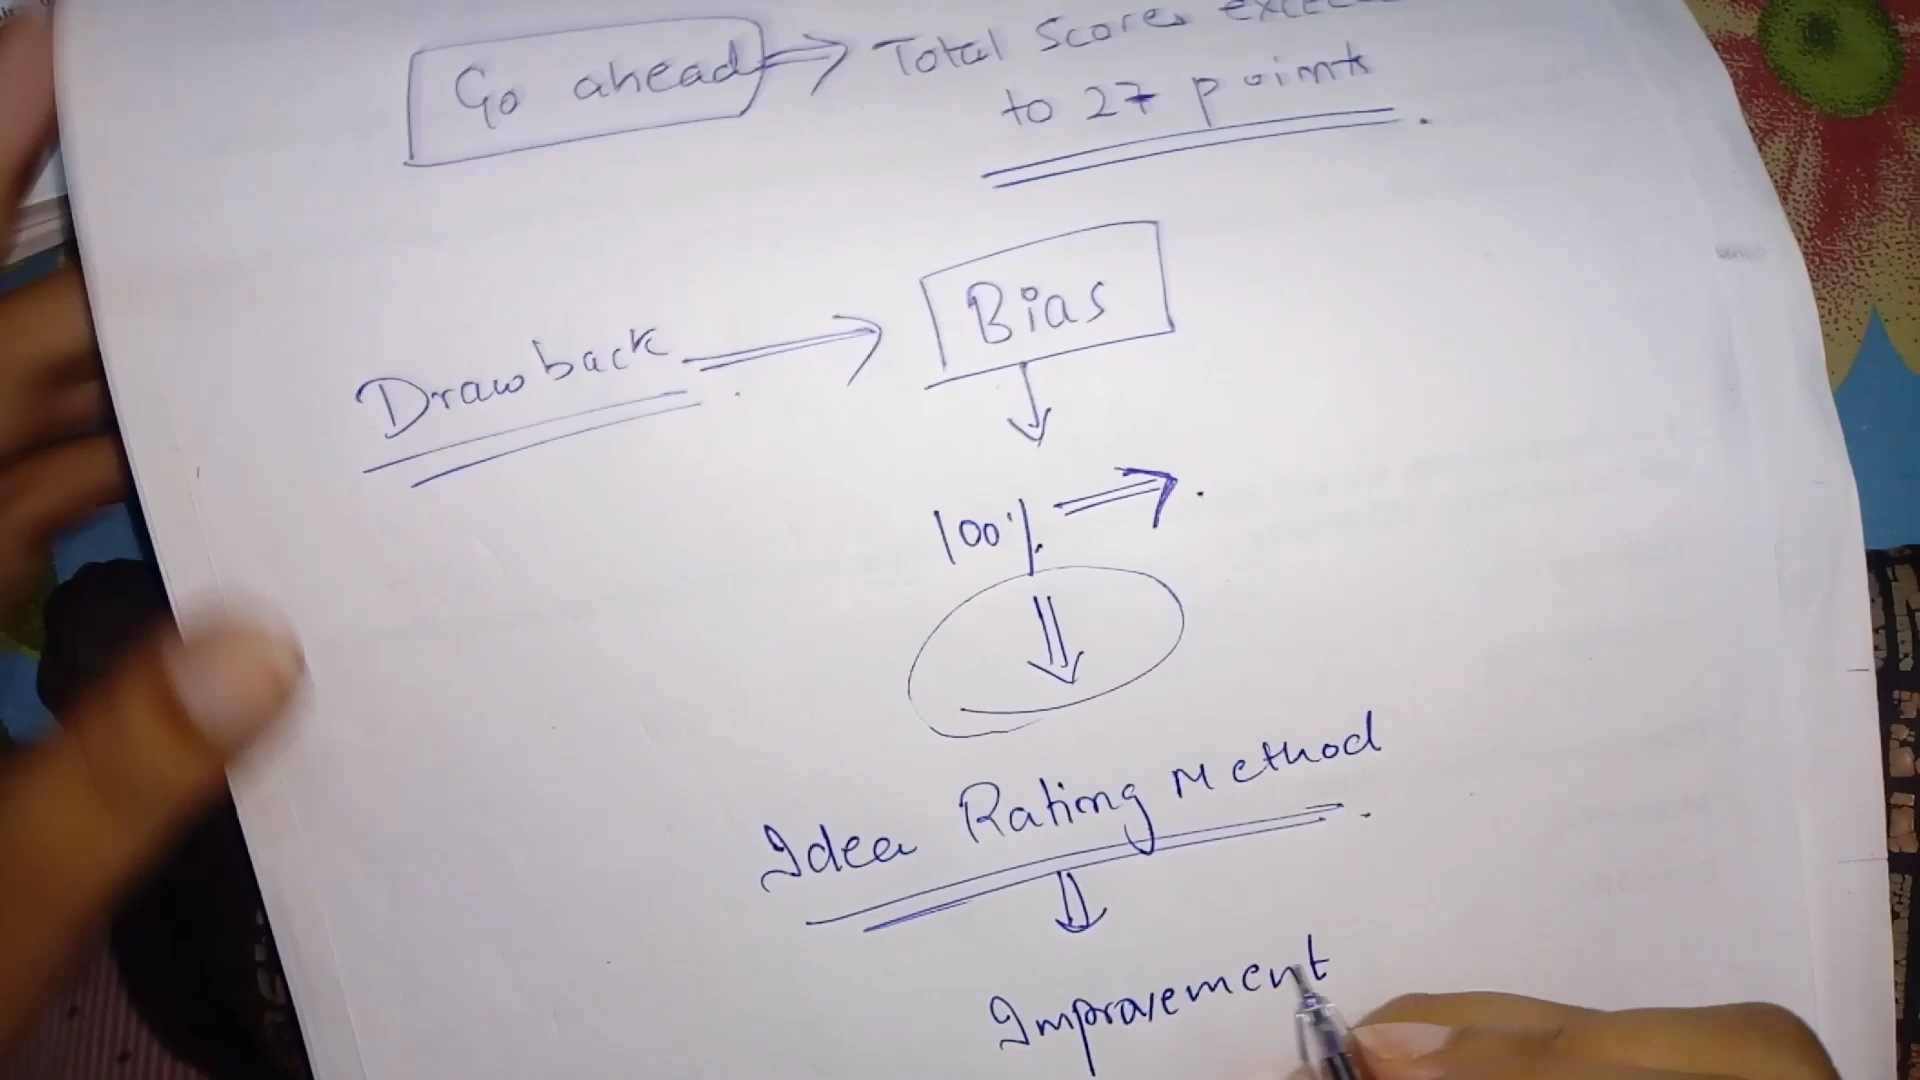 Go ahead Total Scores
to 27 points.
Drawback. Bias
100%.
Idea Rating Method.
Improvement